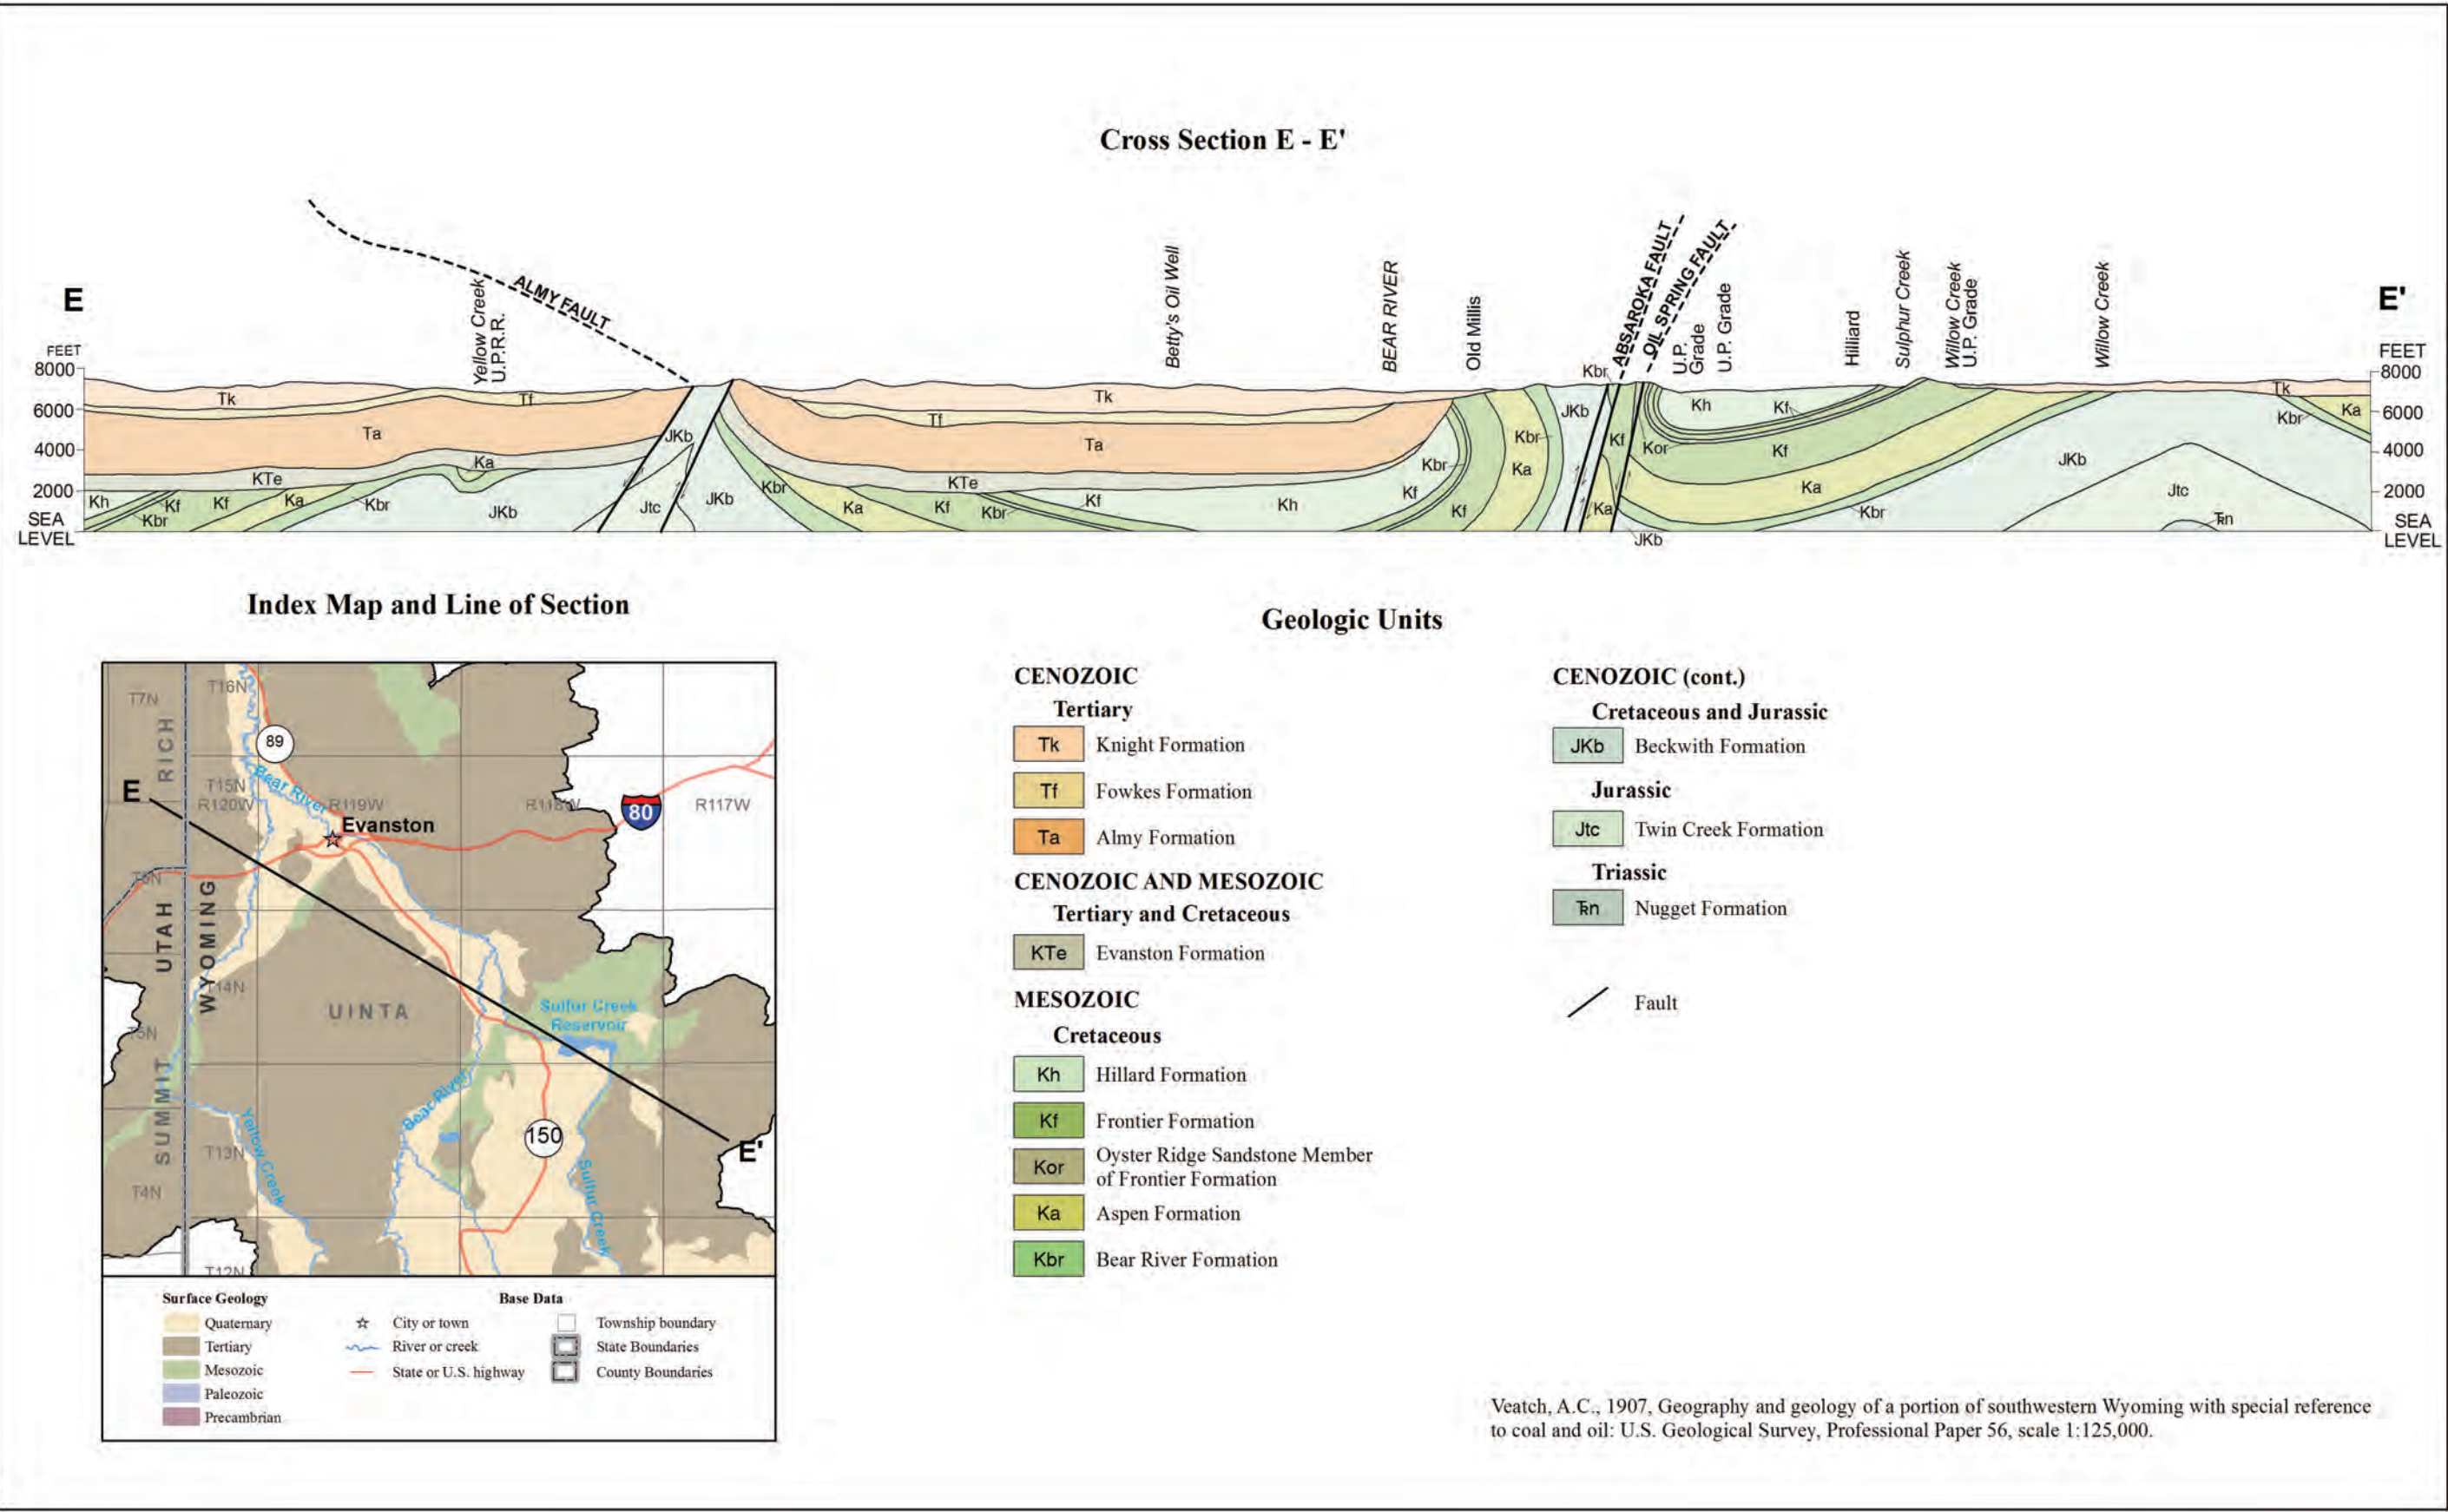 Cross Section E - E'
E
E'
ALMY FAULT
Yellow Creek
U.P.R.R.
Betty's Oil Well
BEAR RIVER
Old Millis
ABSAROKA FAULT
OIL SPRING FAULT
U.P.
Grade
U.P. Grade
Hilliard
Sulphur Creek
Willow Creek
U.P. Grade
Willow Creek
FEET
8000
6000
4000
2000
SEA
LEVEL
FEET
8000
6000
4000
2000
SEA
LEVEL
Tk
Tf
Ta
KTe
Ka
Kh
Kf
Kbr
Kf
Ka
Kbr
JKb
JKb
Jtc
JKb
Kbr
Tk
Tf
Ta
KTe
Ka
Kf
Kbr
Kf
Kh
Kbr
Kf
Kf
Ka
Kbr
JKb
Kbr
Kf
Ka
JKb
Kor
Kh
Kf
Kf
Ka
Kbr
JKb
Jtc
TRn
Tk
Kbr
Ka
Index Map and Line of Section
T7N
T16N
RICH
89
E
T15N
Bear River
R120W
R119W
R118W
80
R117W
Evanston
T6N
UTAH
WYOMING
T14N
UINTA
Sulfur Creek
Reservoir
T5N
SUMMIT
Bear River
Yellow Creek
150
T13N
E'
T4N
Sulfur Creek
T12N
Surface Geology
Quaternary
Tertiary
Mesozoic
Paleozoic
Precambrian
Base Data
City or town
River or creek
State or U.S. highway
Township boundary
State Boundaries
County Boundaries
Geologic Units
CENOZOIC
Tertiary
Tk Knight Formation
Tf Fowkes Formation
Ta Almy Formation
CENOZOIC AND MESOZOIC
Tertiary and Cretaceous
KTe Evanston Formation
MESOZOIC
Cretaceous
Kh Hillard Formation
Kf Frontier Formation
Kor Oyster Ridge Sandstone Member
of Frontier Formation
Ka Aspen Formation
Kbr Bear River Formation
CENOZOIC (cont.)
Cretaceous and Jurassic
JKb Beckwith Formation
Jurassic
Jtc Twin Creek Formation
Triassic
TRn Nugget Formation
Fault
Veatch, A.C., 1907, Geography and geology of a portion of southwestern Wyoming with special reference
to coal and oil: U.S. Geological Survey, Professional Paper 56, scale 1:125,000.